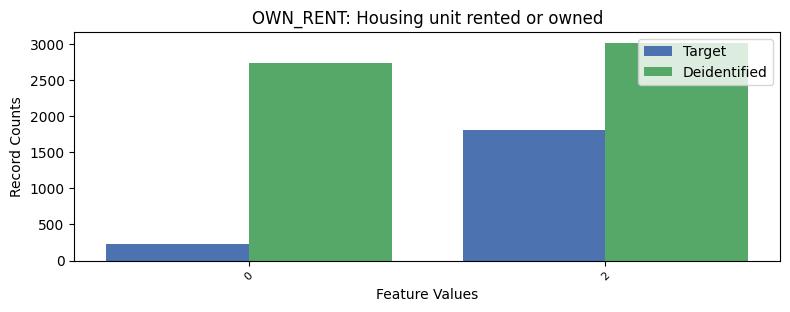 OWN_RENT: Housing unit rented or owned
Target
Deidentified
Record Counts
3000
2500
2000
1500
1000
500
0
0
2
Feature Values